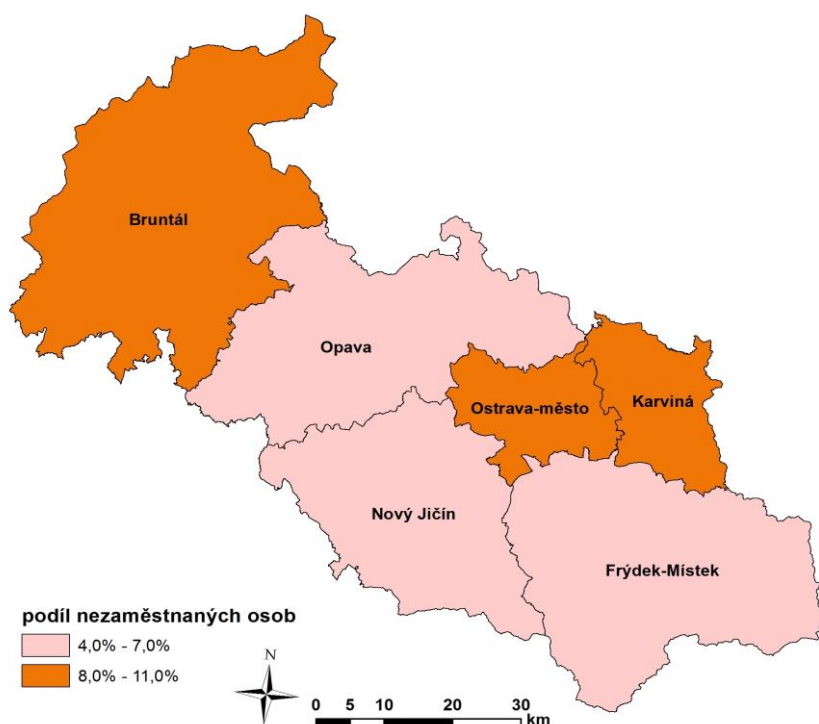 Bruntál
Opava
Ostrava-město
Karviná
Nový Jičín
Frýdek-Místek
podíl nezaměstnaných osob
4,0% - 7,0%
8,0% - 11,0%
N
0 5 10 20 30
km